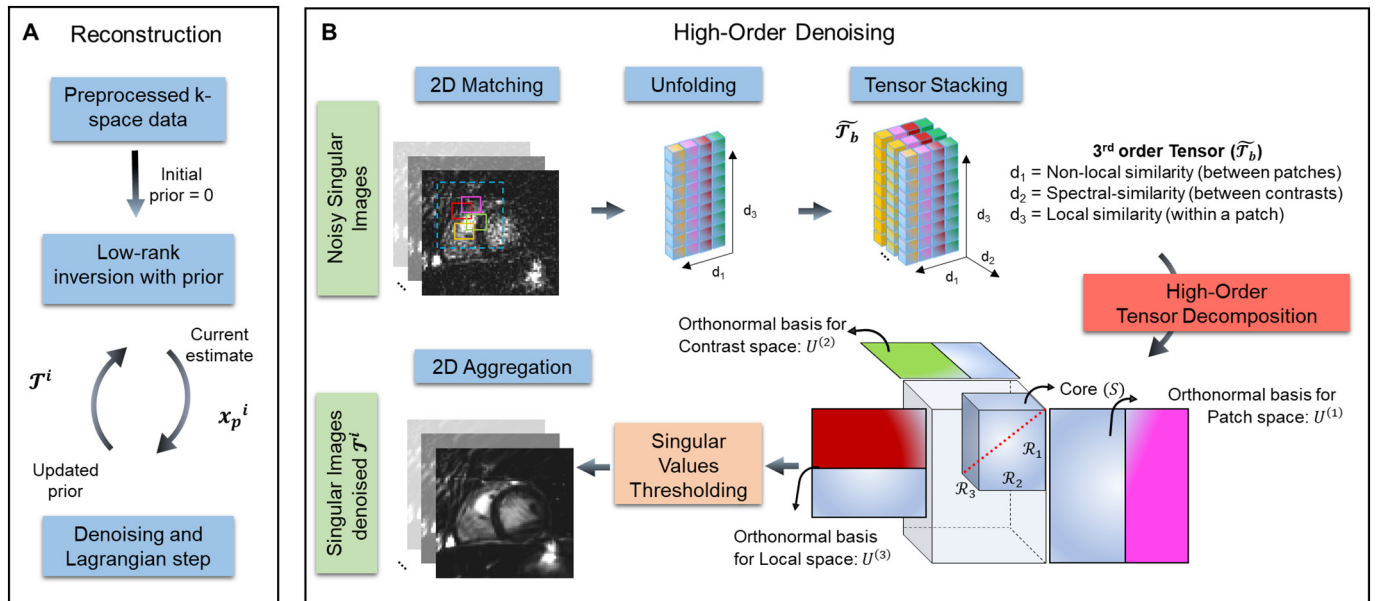 A
Reconstruction
Preprocessed k-
space data
Initial
prior = 0
Low-rank
inversion with prior
Current
estimate
𝒯ⁱ
xₚⁱ
Updated
prior
Denoising and
Lagrangian step
B
High-Order Denoising
2D Matching
Unfolding
Tensor Stacking
Noisy Singular
Images
...
d₃
d₁
𝒯̃_b
d₃
d₂
d₁
...
3ʳᵈ order Tensor (𝒯̃_b)
d₁ = Non-local similarity (between patches)
d₂ = Spectral-similarity (between contrasts)
d₃ = Local similarity (within a patch)
High-Order
Tensor Decomposition
Orthonormal basis for
Contrast space: U⁽²⁾
Core (S)
Orthonormal basis for
Patch space: U⁽¹⁾
ℛ₁
ℛ₂
ℛ₃
Orthonormal basis
for Local space: U⁽³⁾
Singular
Values
Thresholding
2D Aggregation
Singular Images
denoised 𝒯ⁱ
...